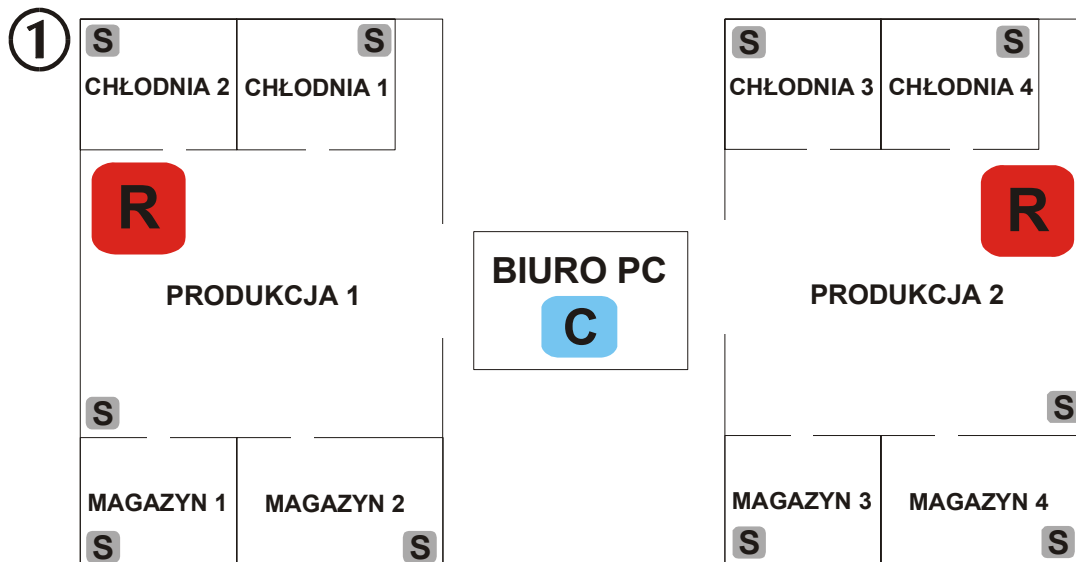 1
S S S S
CHŁODNIA 2 CHŁODNIA 1 CHŁODNIA 3 CHŁODNIA 4
R R
BIURO PC
PRODUKCJA 1 C PRODUKCJA 2
S S
MAGAZYN 1 MAGAZYN 2 MAGAZYN 3 MAGAZYN 4
S S S S